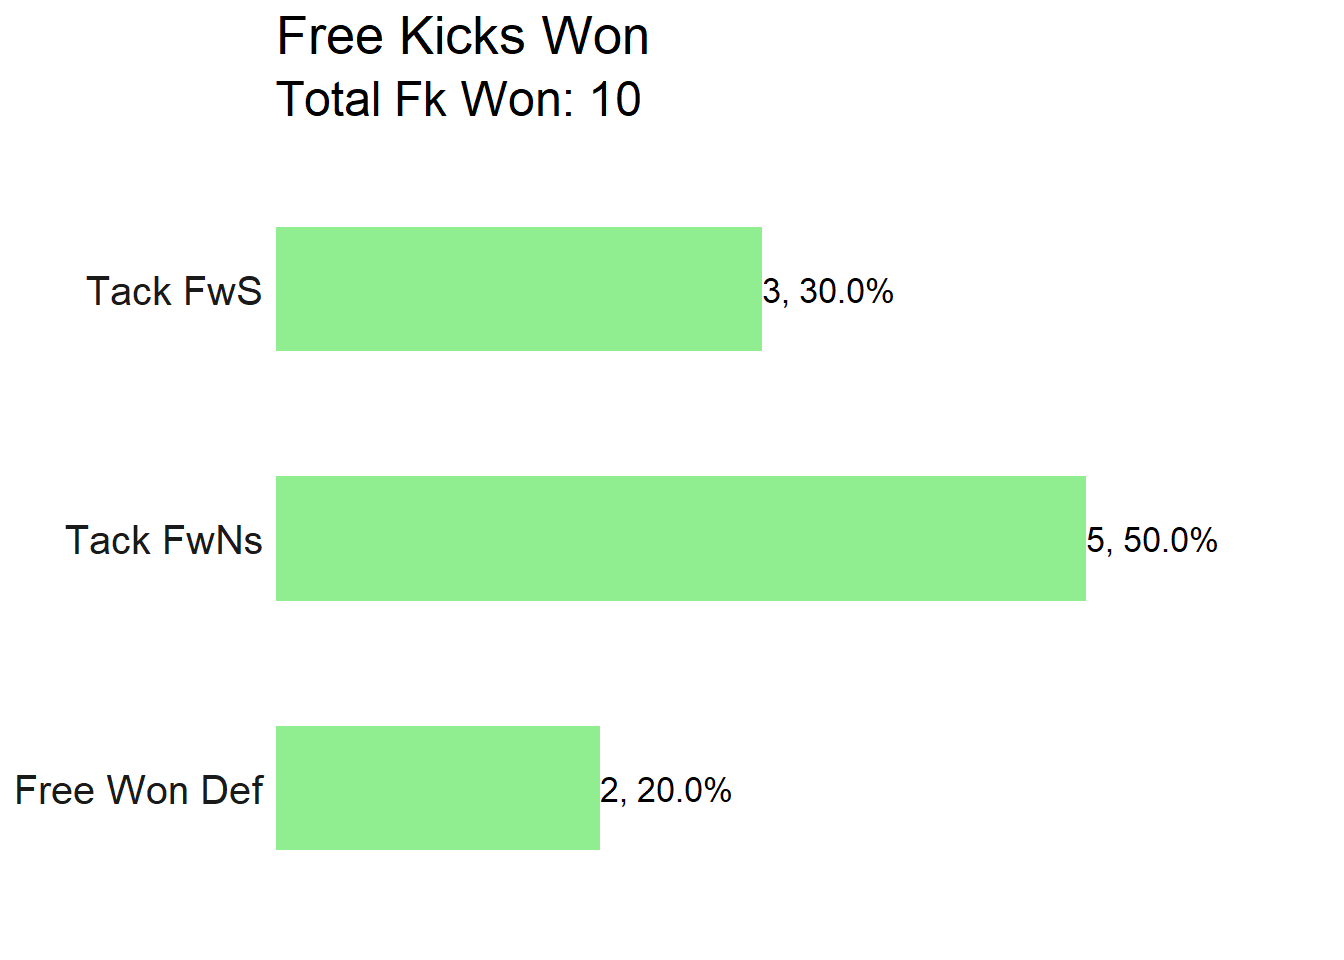 Free Kicks Won
Total Fk Won: 10
Tack FwS
3, 30.0%
Tack FwNs
5, 50.0%
Free Won Def
2, 20.0%